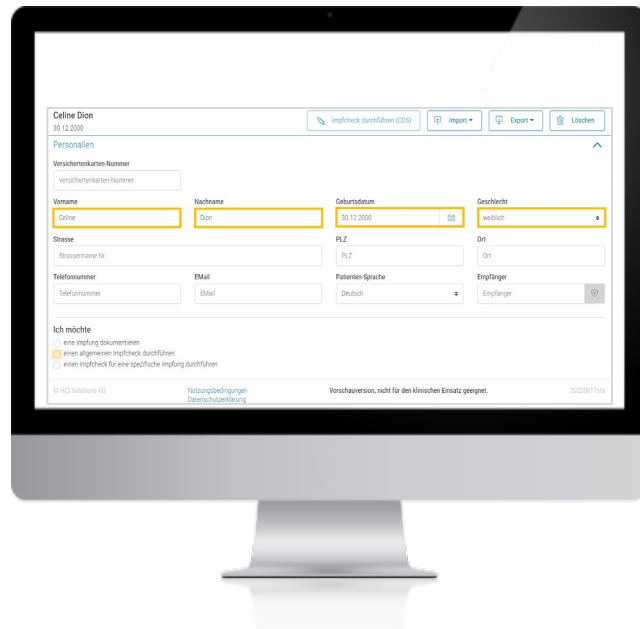 Celine Dion
30.12.2000
Impfcheck durchführen (CDS)
Import
Export
Löschen
Personalien
Versichertenkarten-Nummer
Versichertenkarten-Nummer
Vorname Nachname Geburtsdatum Geschlecht
Celine Dion 30.12.2000 weiblich
Strasse PLZ Ort
Strassenname Nr. PLZ Ort
Telefonnummer EMail Patienten-Sprache Empfänger
Telefonnummer EMail Deutsch Empfänger
Ich möchte
eine Impfung dokumentieren
einen allgemeinen Impfcheck durchführen
einen Impfcheck für eine spezifische Impfung durchführen
© HCI Solutions AG Nutzungsbedingungen Vorschauversion, nicht für den klinischen Einsatz geeignet.
Datenschutzerklärung